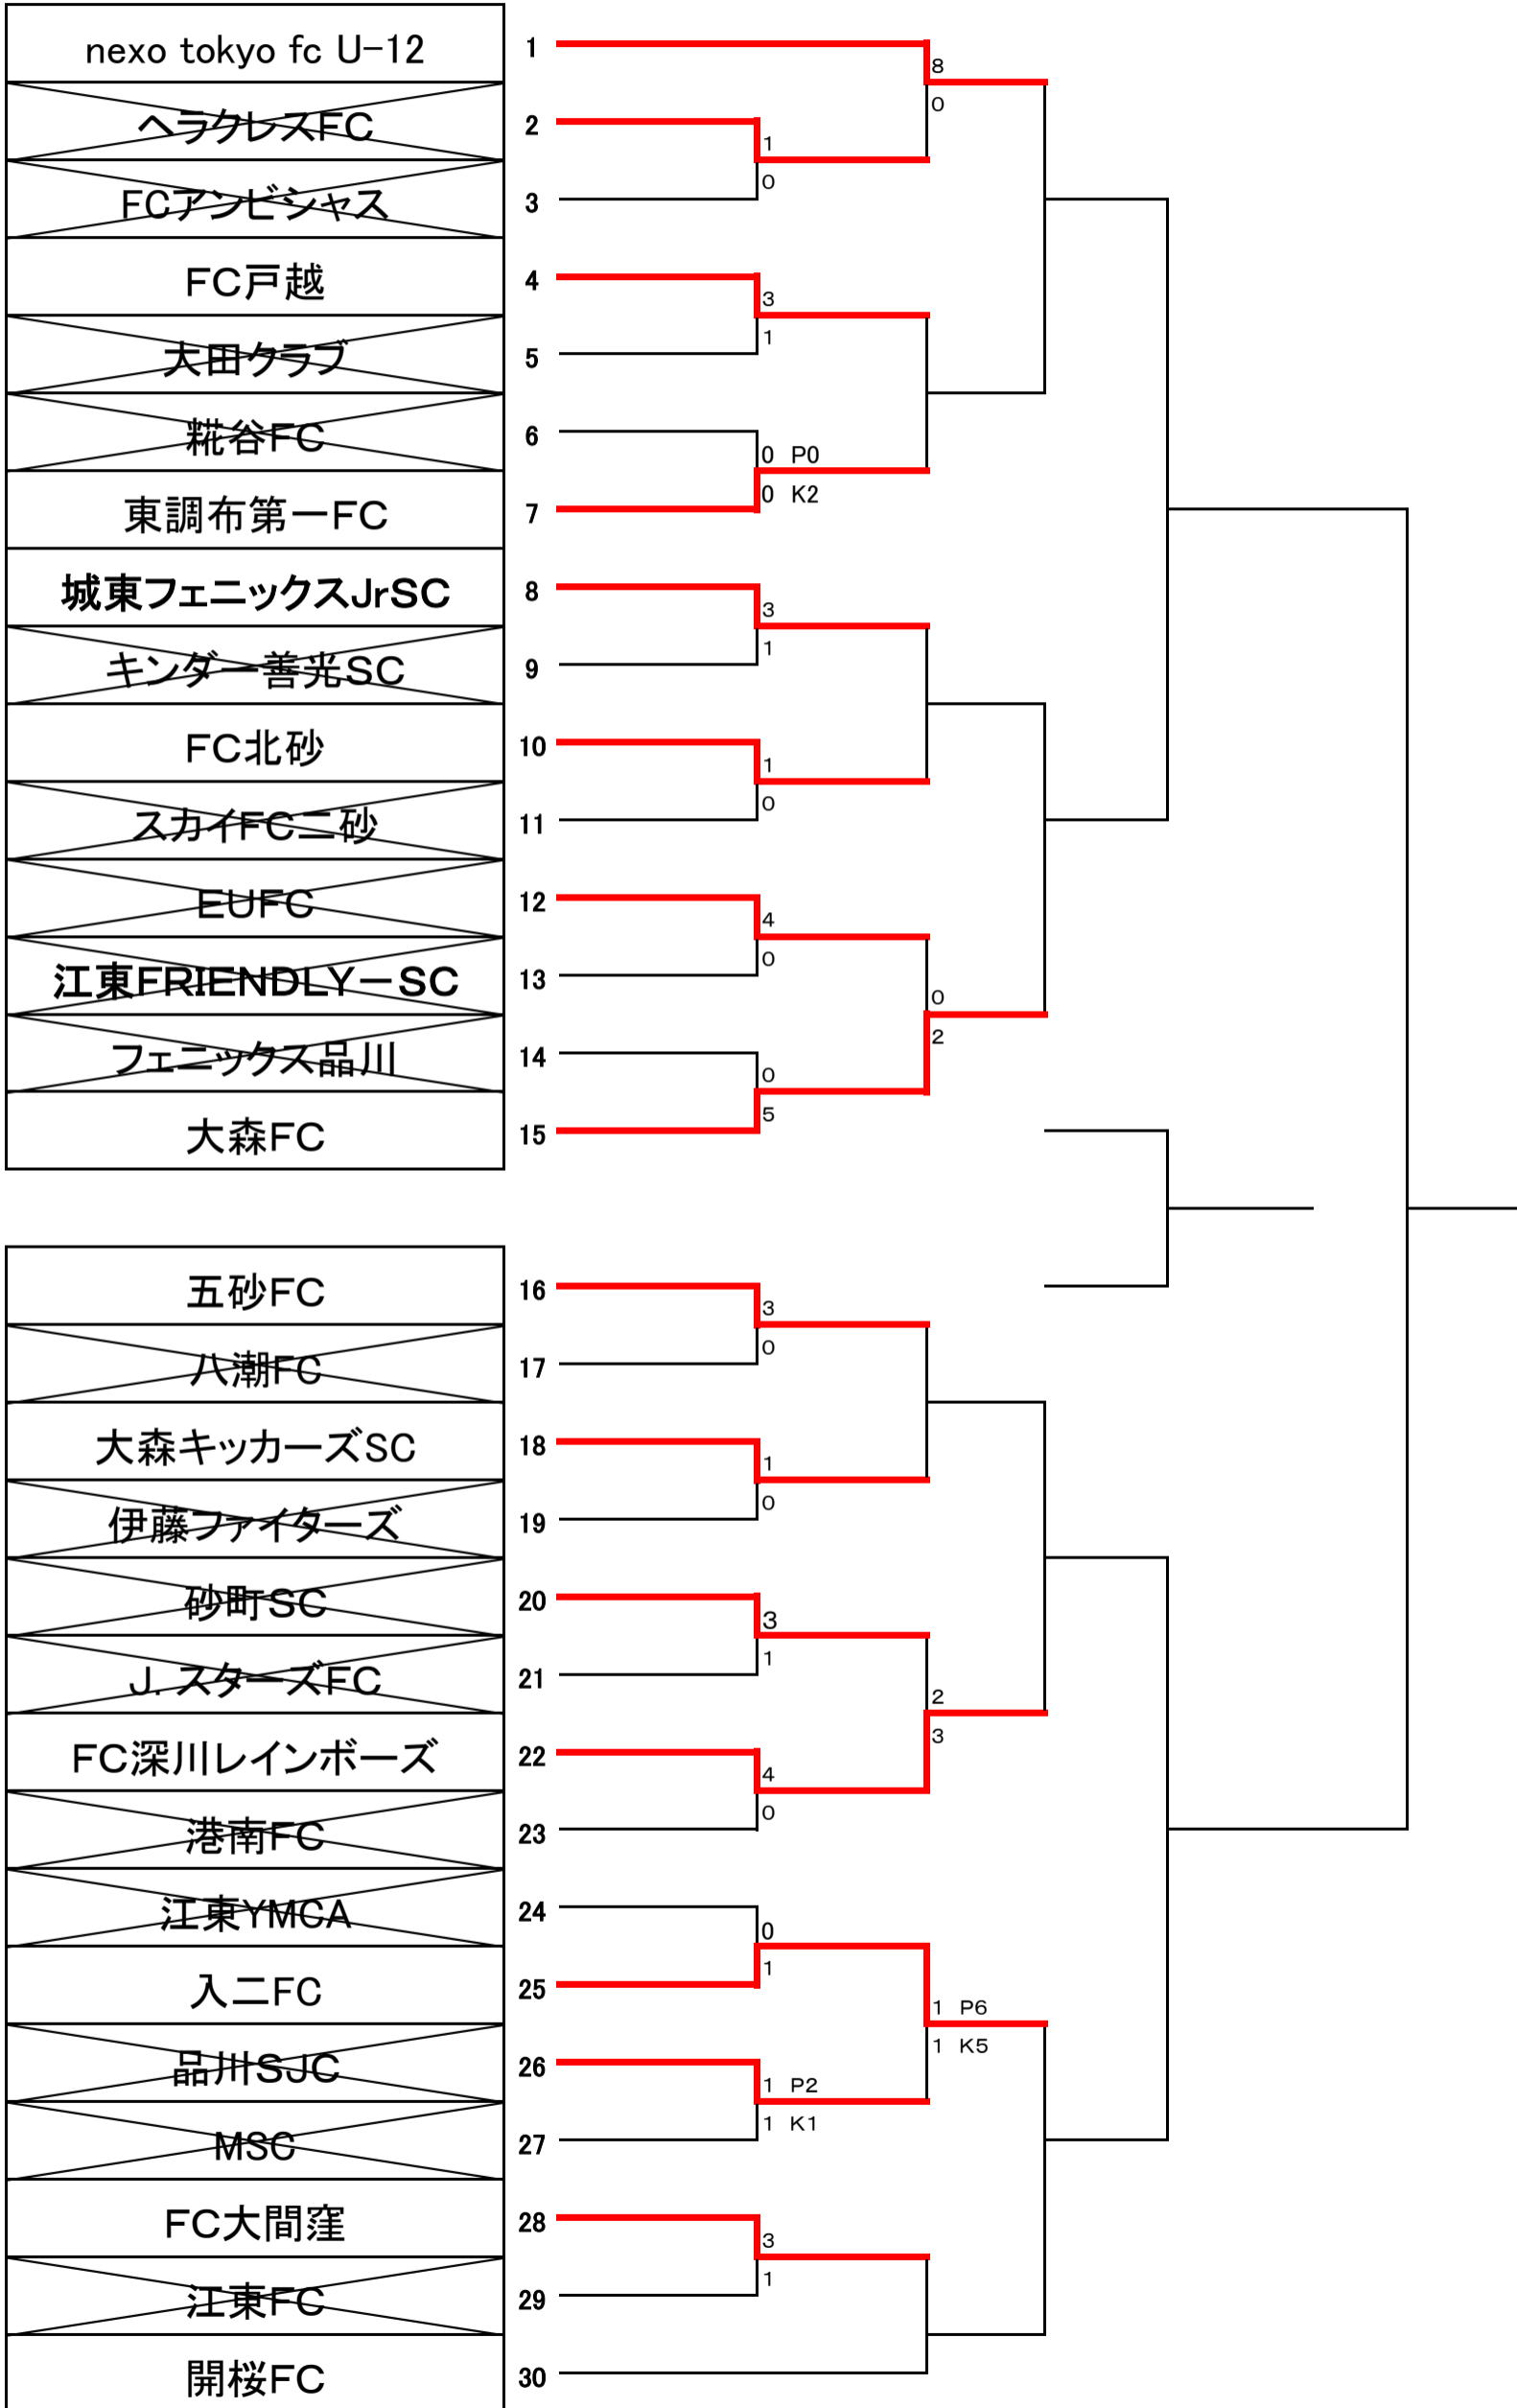 nexo tokyo fc U-12 1
8
0
ヘラクレスFC 2
1
0
FCアンビシャス 3
FC戸越 4
3
1
大田クラブ 5
糀谷FC 6
0 P0
0 K2
東調布第一FC 7
城東フェニックスJrSC 8
3
1
キンダー善光SC 9
FC北砂 10
1
0
スカイFC二砂 11
EUFC 12
4
0
江東FRIENDLY-SC 13
0
2
フェニックス品川 14
0
5
大森FC 15
五砂FC 16
3
0
八潮FC 17
大森キッカーズSC 18
1
0
伊藤ファイターズ 19
砂町SC 20
3
1
J.スターズFC 21
2
3
FC深川レインボーズ 22
4
0
港南FC 23
江東YMCA 24
0
1
入二FC 25
1 P6
1 K5
品川SJC 26
1 P2
1 K1
MSC 27
FC大間窪 28
3
1
江東FC 29
開桜FC 30